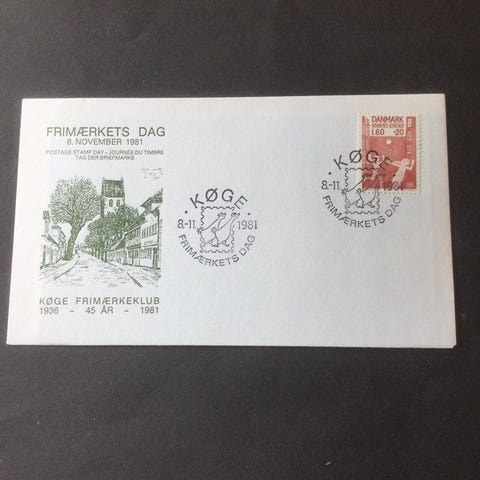 FRIMÆRKETS DAG
8. NOVEMBER 1981
POSTAGE STAMP DAY – JOURNÉE DU TIMBRE
TAG DER BRIEFMARKE
KØGE FRIMÆRKEKLUB
1936 - 45 ÅR - 1981
· KØGE ·
8.-11. 1981
FRIMÆRKETS DAG
DANMARK
1.60 +20
· KØGE ·
8.-11. 1981
FRIMÆRKETS DAG